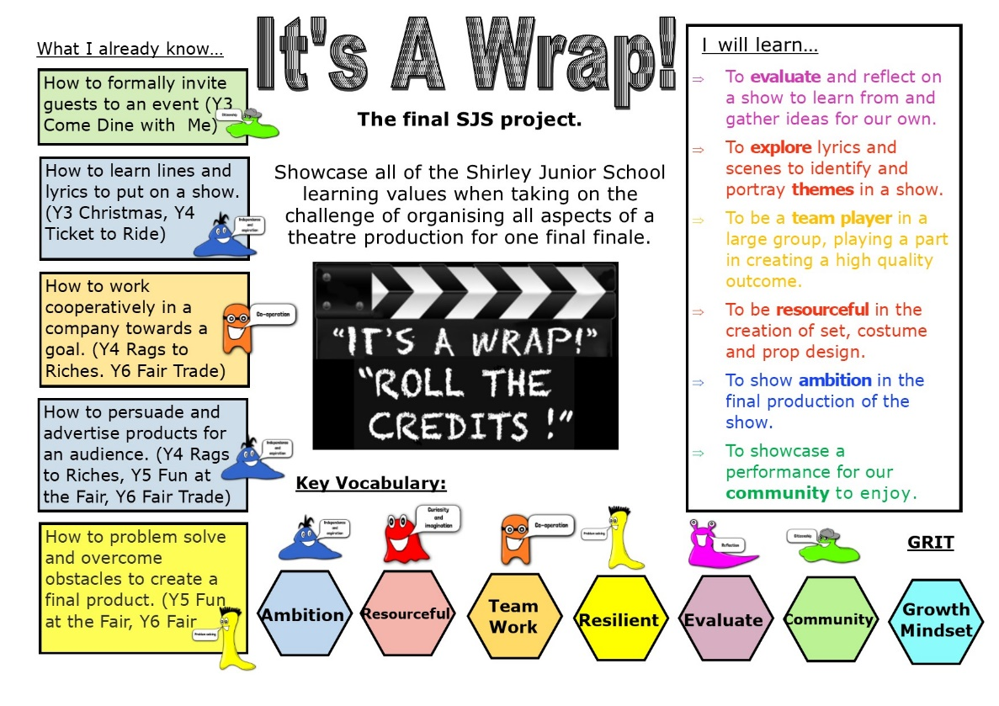 It's A Wrap!
The final SJS project.
What I already know…
How to formally invite
guests to an event (Y3
Come Dine with  Me)
Citizenship
How to learn lines and
lyrics to put on a show.
(Y3 Christmas, Y4
Ticket to Ride)
Independence
and
aspiration
How to work
cooperatively in a
company towards a
goal. (Y4 Rags to
Riches. Y6 Fair Trade)
Co-operation
How to persuade and
advertise products for
an audience. (Y4 Rags
to Riches, Y5 Fun at
the Fair, Y6 Fair Trade)
Independence
and
aspiration
How to problem solve
and overcome
obstacles to create a
final product. (Y5 Fun
at the Fair, Y6 Fair
Problem-solving
Showcase all of the Shirley Junior School
learning values when taking on the
challenge of organising all aspects of a
theatre production for one final finale.
“IT'S A WRAP!”
“ROLL THE
CREDITS !”
I will learn…
⇒ To evaluate and reflect on
a show to learn from and
gather ideas for our own.
⇒ To explore lyrics and
scenes to identify and
portray themes in a show.
⇒ To be a team player in a
large group, playing a part
in creating a high quality
outcome.
⇒ To be resourceful in the
creation of set, costume
and prop design.
⇒ To show ambition in the
final production of the
show.
⇒ To showcase a
performance for our
community to enjoy.
Key Vocabulary:
Independence
and
aspiration
Curiosity
and
imagination
Co-operation
Problem-solving
Reflection
Citizenship
GRIT
Ambition
Resourceful
Team
Work
Resilient
Evaluate
Community
Growth
Mindset